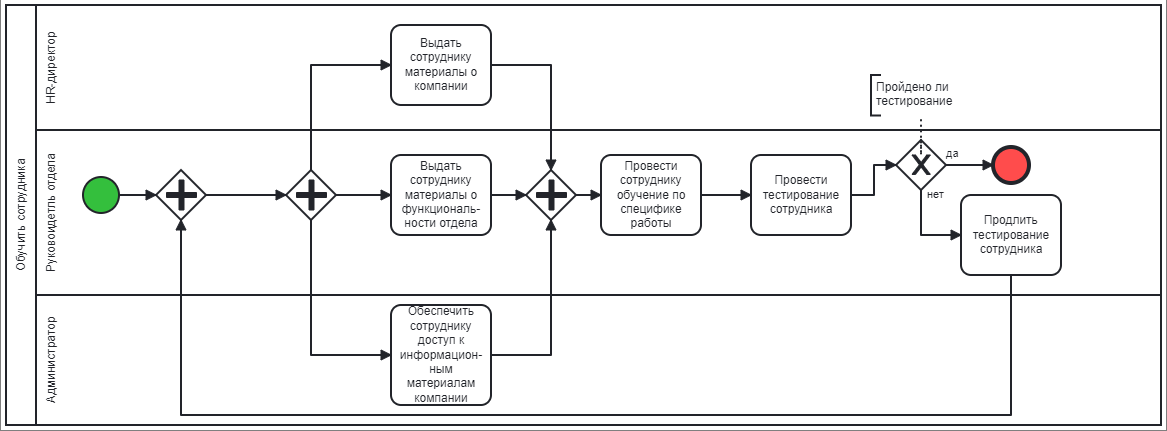 Обучить сотрудника
HR-директор
Выдать
сотруднику
материалы о
компании
Пройдено ли
тестирование
Руководитель отдела
Выдать
сотруднику
материалы о
функциональ-
ности отдела
Провести
сотруднику
обучение по
специфике
работы
Провести
тестирование
сотрудника
да
нет
Продлить
тестирование
сотрудника
Администратор
Обеспечить
сотруднику
доступ к
информацион-
ным
материалам
компании